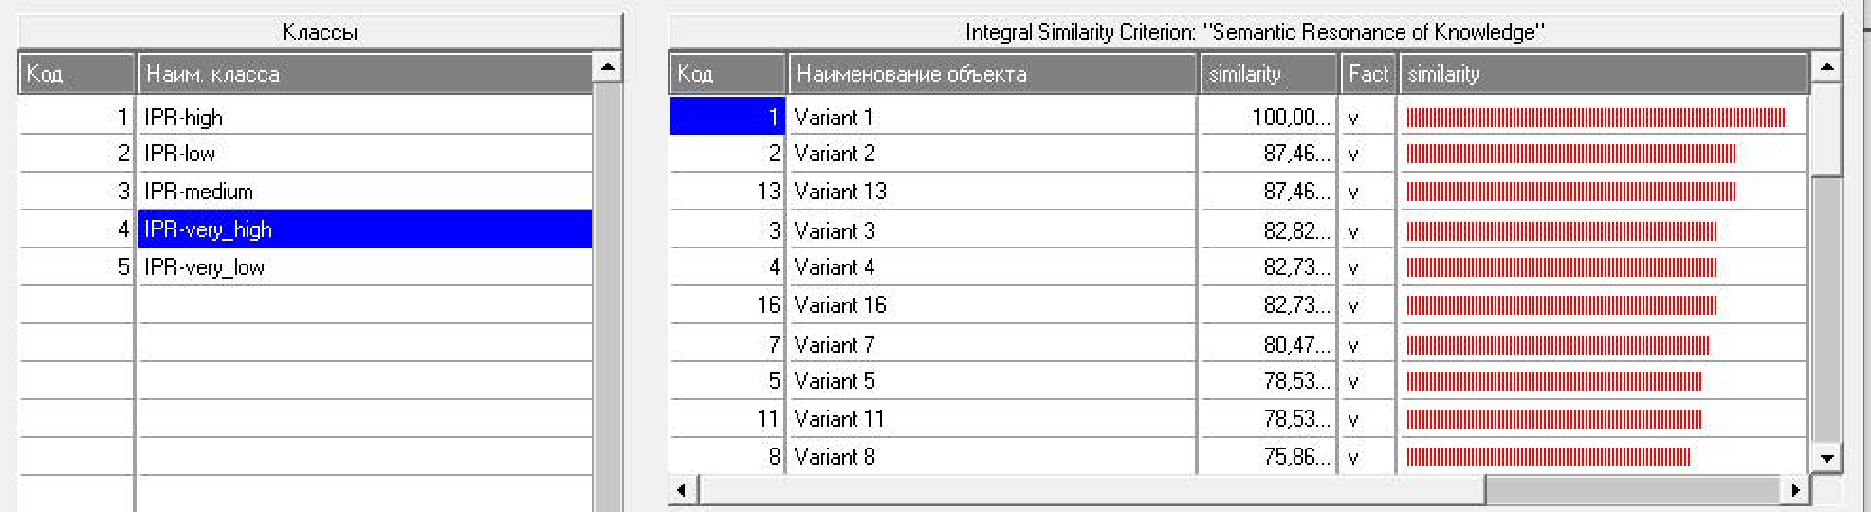 Классы
Код Наим. класса
1 IPR-high
2 IPR-low
3 IPR-medium
4 IPR-very_high
5 IPR-very_low
Integral Similarity Criterion: "Semantic Resonance of Knowledge"
Код Наименование объекта similarity Fact similarity
1 Variant 1 100,00... v
2 Variant 2 87,46... v
13 Variant 13 87,46... v
3 Variant 3 82,82... v
4 Variant 4 82,73... v
16 Variant 16 82,73... v
7 Variant 7 80,47... v
5 Variant 5 78,53... v
11 Variant 11 78,53... v
8 Variant 8 75,86... v